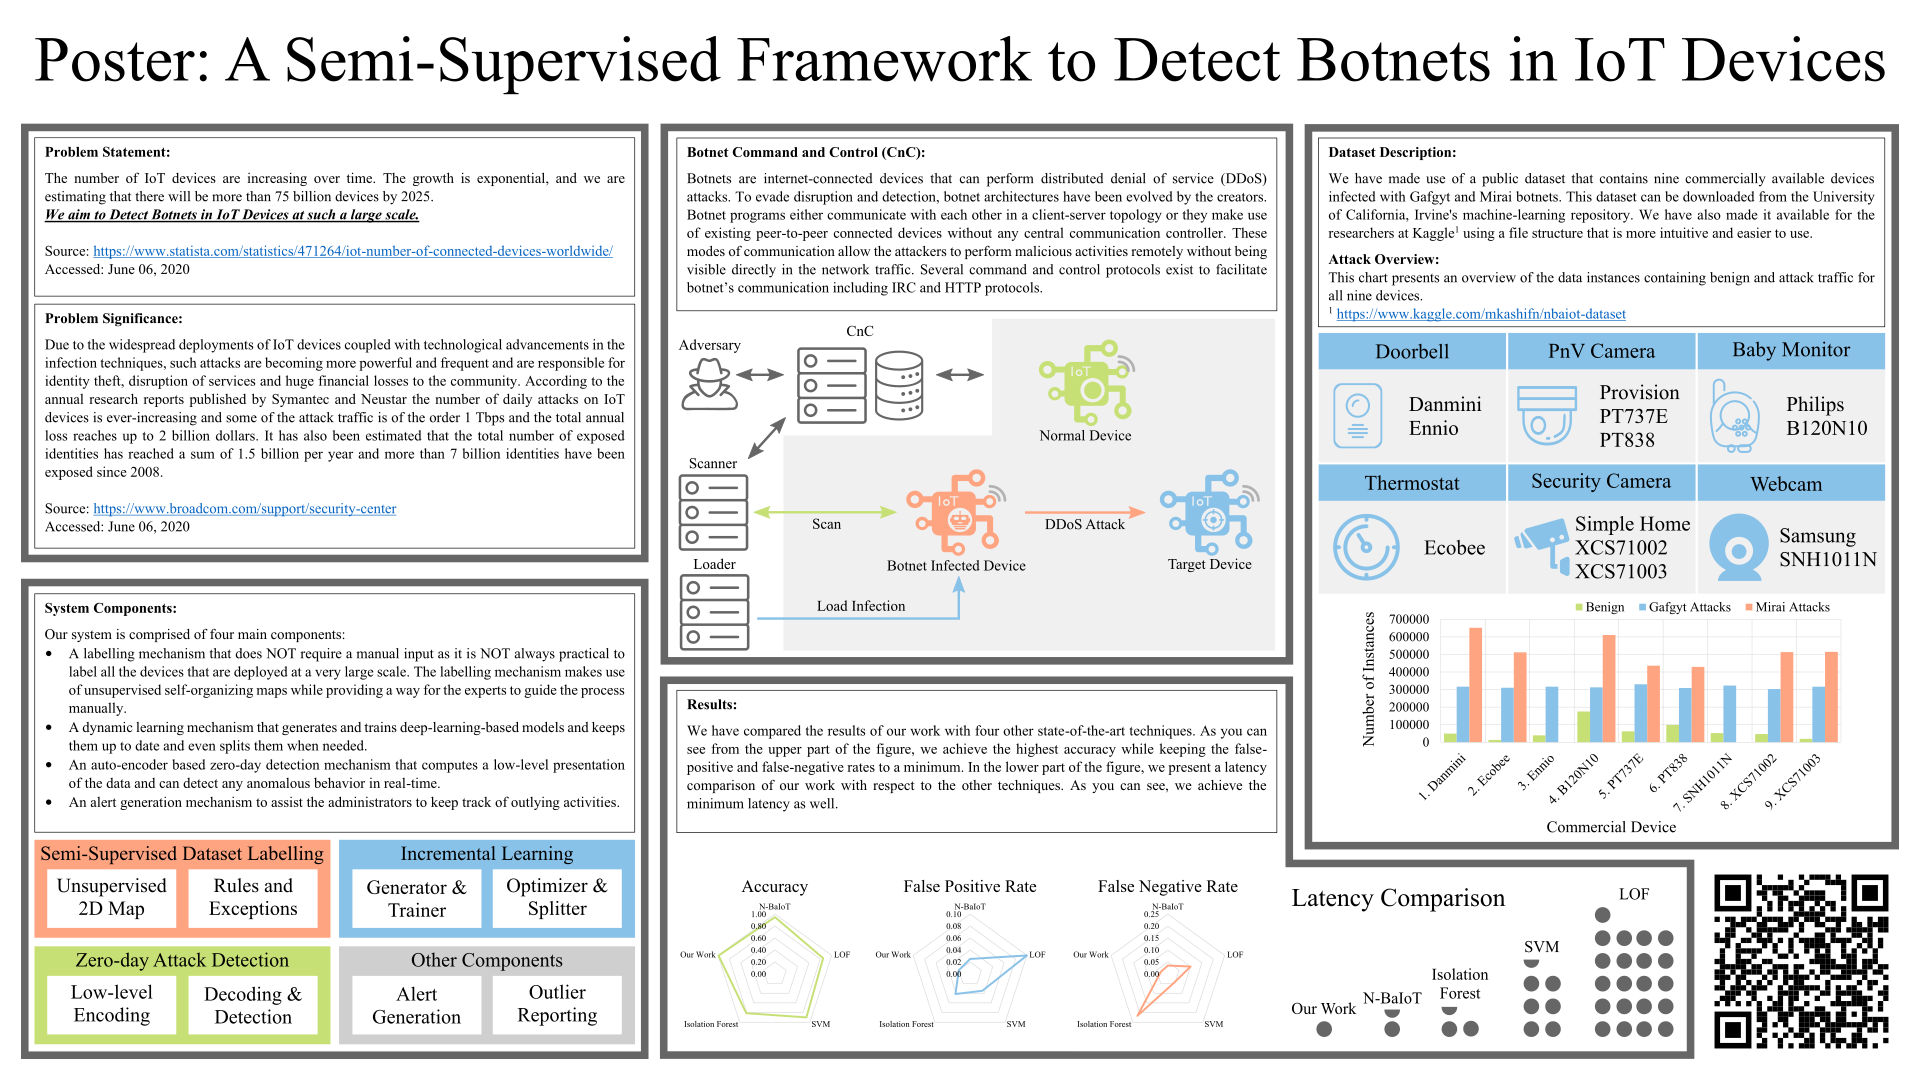 Poster: A Semi-Supervised Framework to Detect Botnets in IoT Devices
Problem Statement:
The number of IoT devices are increasing over time. The growth is exponential, and we are
estimating that there will be more than 75 billion devices by 2025.
We aim to Detect Botnets in IoT Devices at such a large scale.
Source: https://www.statista.com/statistics/471264/iot-number-of-connected-devices-worldwide/
Accessed: June 06, 2020
Problem Significance:
Due to the widespread deployments of IoT devices coupled with technological advancements in the
infection techniques, such attacks are becoming more powerful and frequent and are responsible for
identity theft, disruption of services and huge financial losses to the community. According to the
annual research reports published by Symantec and Neustar the number of daily attacks on IoT
devices is ever-increasing and some of the attack traffic is of the order 1 Tbps and the total annual
loss reaches up to 2 billion dollars. It has also been estimated that the total number of exposed
identities has reached a sum of 1.5 billion per year and more than 7 billion identities have been
exposed since 2008.
Source: https://www.broadcom.com/support/security-center
Accessed: June 06, 2020
System Components:
Our system is comprised of four main components:
• A labelling mechanism that does NOT require a manual input as it is NOT always practical to
label all the devices that are deployed at a very large scale. The labelling mechanism makes use
of unsupervised self-organizing maps while providing a way for the experts to guide the process
manually.
• A dynamic learning mechanism that generates and trains deep-learning-based models and keeps
them up to date and even splits them when needed.
• An auto-encoder based zero-day detection mechanism that computes a low-level presentation
of the data and can detect any anomalous behavior in real-time.
• An alert generation mechanism to assist the administrators to keep track of outlying activities.
Semi-Supervised Dataset Labelling
Unsupervised
2D Map
Rules and
Exceptions
Incremental Learning
Generator &
Trainer
Optimizer &
Splitter
Zero-day Attack Detection
Low-level
Encoding
Decoding &
Detection
Other Components
Alert
Generation
Outlier
Reporting
Botnet Command and Control (CnC):
Botnets are internet-connected devices that can perform distributed denial of service (DDoS)
attacks. To evade disruption and detection, botnet architectures have been evolved by the creators.
Botnet programs either communicate with each other in a client-server topology or they make use
of existing peer-to-peer connected devices without any central communication controller. These
modes of communication allow the attackers to perform malicious activities remotely without being
visible directly in the network traffic. Several command and control protocols exist to facilitate
botnet's communication including IRC and HTTP protocols.
CnC
Adversary
IoT
Normal Device
Scanner
Scan
IoT
DDoS Attack
IoT
Loader
Botnet Infected Device
Target Device
Load Infection
Results:
We have compared the results of our work with four other state-of-the-art techniques. As you can
see from the upper part of the figure, we achieve the highest accuracy while keeping the false-
positive and false-negative rates to a minimum. In the lower part of the figure, we present a latency
comparison of our work with respect to the other techniques. As you can see, we achieve the
minimum latency as well.
Accuracy
N-BaIoT
1.00
0.80
0.60
0.40
0.20
0.00
Our Work
LOF
Isolation Forest
SVM
False Positive Rate
N-BaIoT
0.10
0.08
0.06
0.04
0.02
0.00
Our Work
LOF
Isolation Forest
SVM
False Negative Rate
N-BaIoT
0.25
0.20
0.15
0.10
0.05
0.00
Our Work
LOF
Isolation Forest
SVM
Latency Comparison
Our Work
N-BaIoT
Isolation
Forest
SVM
LOF
Dataset Description:
We have made use of a public dataset that contains nine commercially available devices
infected with Gafgyt and Mirai botnets. This dataset can be downloaded from the University
of California, Irvine's machine-learning repository. We have also made it available for the
researchers at Kaggle¹ using a file structure that is more intuitive and easier to use.
Attack Overview:
This chart presents an overview of the data instances containing benign and attack traffic for
all nine devices.
¹ https://www.kaggle.com/mkashifn/nbaiot-dataset
Doorbell
Danmini
Ennio
PnV Camera
Provision
PT737E
PT838
Baby Monitor
Philips
B120N10
Thermostat
Ecobee
Security Camera
Simple Home
XCS71002
XCS71003
Webcam
Samsung
SNH1011N
Benign
Gafgyt Attacks
Mirai Attacks
Number of Instances
700000
600000
500000
400000
300000
200000
100000
0
1. Danmini
2. Ecobee
3. Ennio
4. B120N10
5. PT737E
6. PT838
7. SNH1011N
8. XCS71002
9. XCS71003
Commercial Device